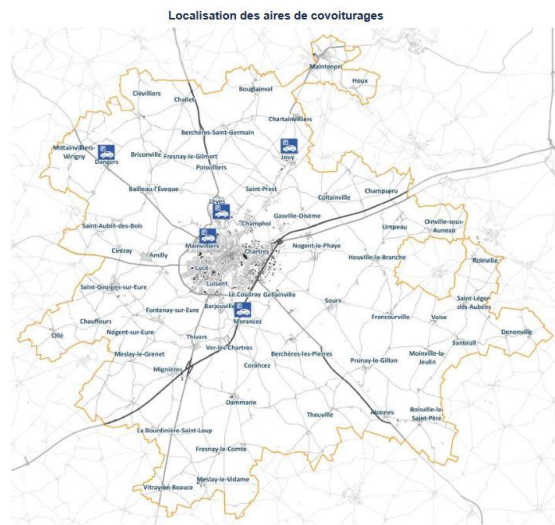 Localisation des aires de covoiturages
Maintenon
Houx
Bouglainval
Clévilliers
Challet
Chartainvilliers
Berchères-Saint-Germain
Mittainvilliers-
Vérigny
Dangers
Briconville
Fresnay-le-Gilmert
Jouy
Poisvilliers
Bailleau-l'Eveque
Saint-Prest
Coltainville
Champseru
Lèves
Gasville-Oisème
Oinville-sous-
Auneau
Saint-Aubin-des-Bois
Champhol
Umpeau
Mainvilliers
Nogent-le-Phaye
Cintray
Amilly
Chartres
Houville-la-Branche
Roinville
Lucé
Saint-Georges-sur-Eure
Luisant
Le Coudray
Gellainville
Saint-Léger
des-Aubées
Barjouville
Sours
Fontenay-sur-Eure
Chauffours
Morancez
Francourville
Voise
Ollé
Nogent-sur-Eure
Denonville
Thivars
Santeuil
Ver-les-Chartres
Meslay-le-Grenet
Berchères-les-Pierres
Moinville-la-
Jeulin
Prunay-le-Gillon
Corancez
Mignières
Dammarie
Theuville
Allonnes
Boisville-la-
Saint-Père
La Bourdinière-Saint-Loup
Fresnay-le-Comte
Meslay-le-Vidame
Vitray-en-Beauce